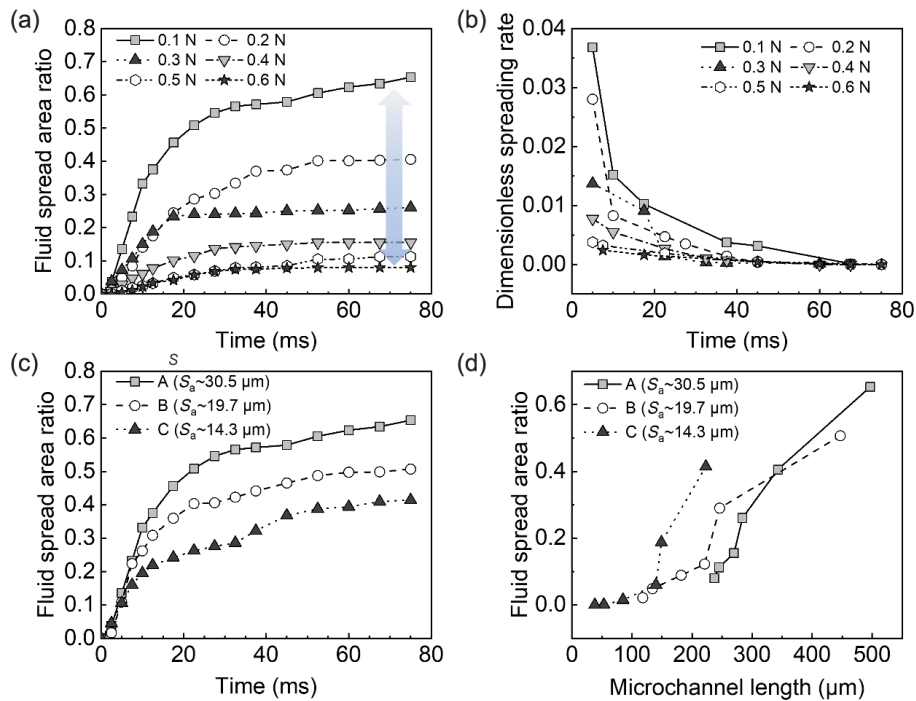 (a)
0.8
0.7
0.6
0.5
0.4
0.3
0.2
0.1
0.0
0 20 40 60 80
Time (ms)
Fluid spread area ratio
0.1 N 0.2 N
0.3 N 0.4 N
0.5 N 0.6 N
(b)
0.04
0.03
0.02
0.01
0.00
0 20 40 60 80
Time (ms)
Dimensionless spreading rate
0.1 N 0.2 N
0.3 N 0.4 N
0.5 N 0.6 N
(c)
S
0.8
0.7
0.6
0.5
0.4
0.3
0.2
0.1
0.0
0 20 40 60 80
Time (ms)
Fluid spread area ratio
A (Sa~30.5 μm)
B (Sa~19.7 μm)
C (Sa~14.3 μm)
(d)
0.6
0.4
0.2
0.0
0 100 200 300 400 500
Microchannel length (μm)
Fluid spread area ratio
A (Sa~30.5 μm)
B (Sa~19.7 μm)
C (Sa~14.3 μm)